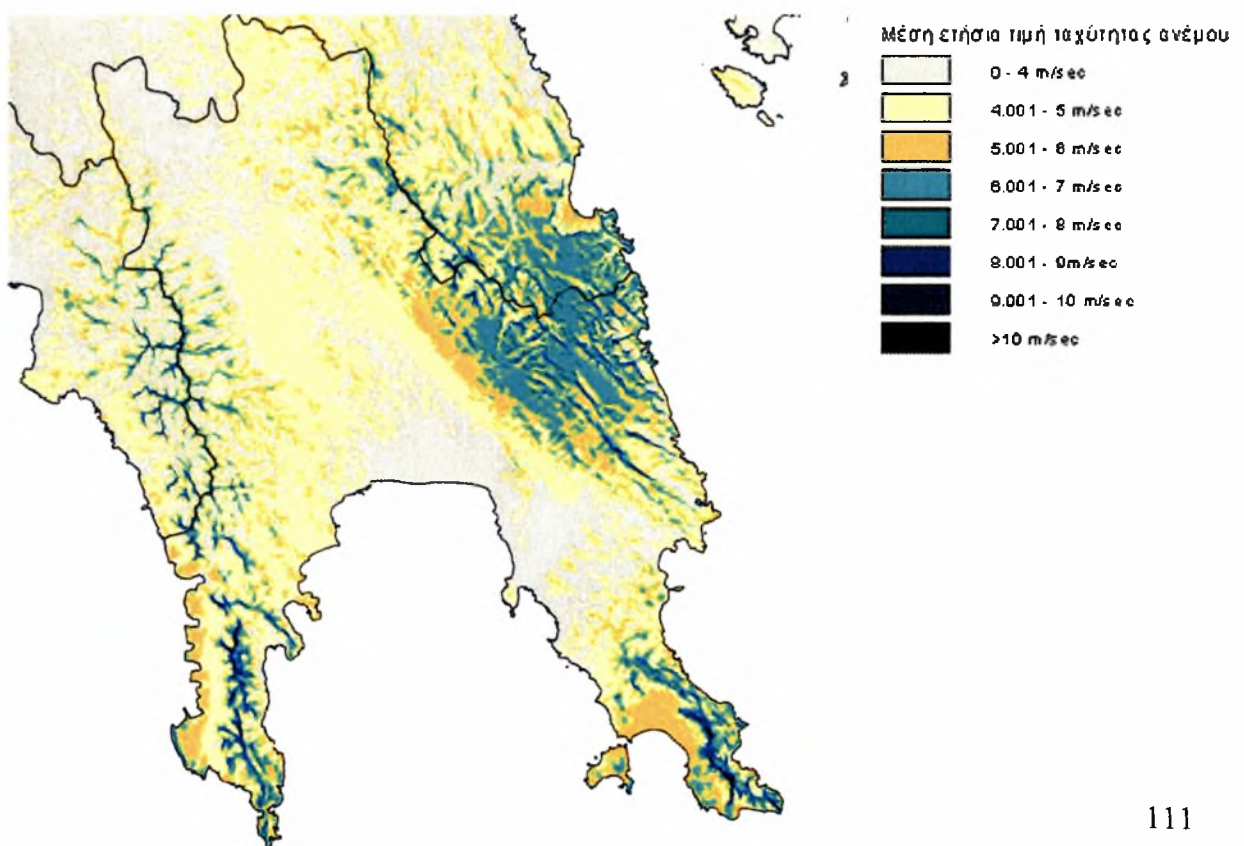 Μέση ετήσια τιμή ταχύτητας ανέμου
0 - 4 m/sec
4.001 - 5 m/sec
5.001 - 6 m/sec
6.001 - 7 m/sec
7.001 - 8 m/sec
8.001 - 9m/sec
9.001 - 10 m/sec
>10 m/sec
111